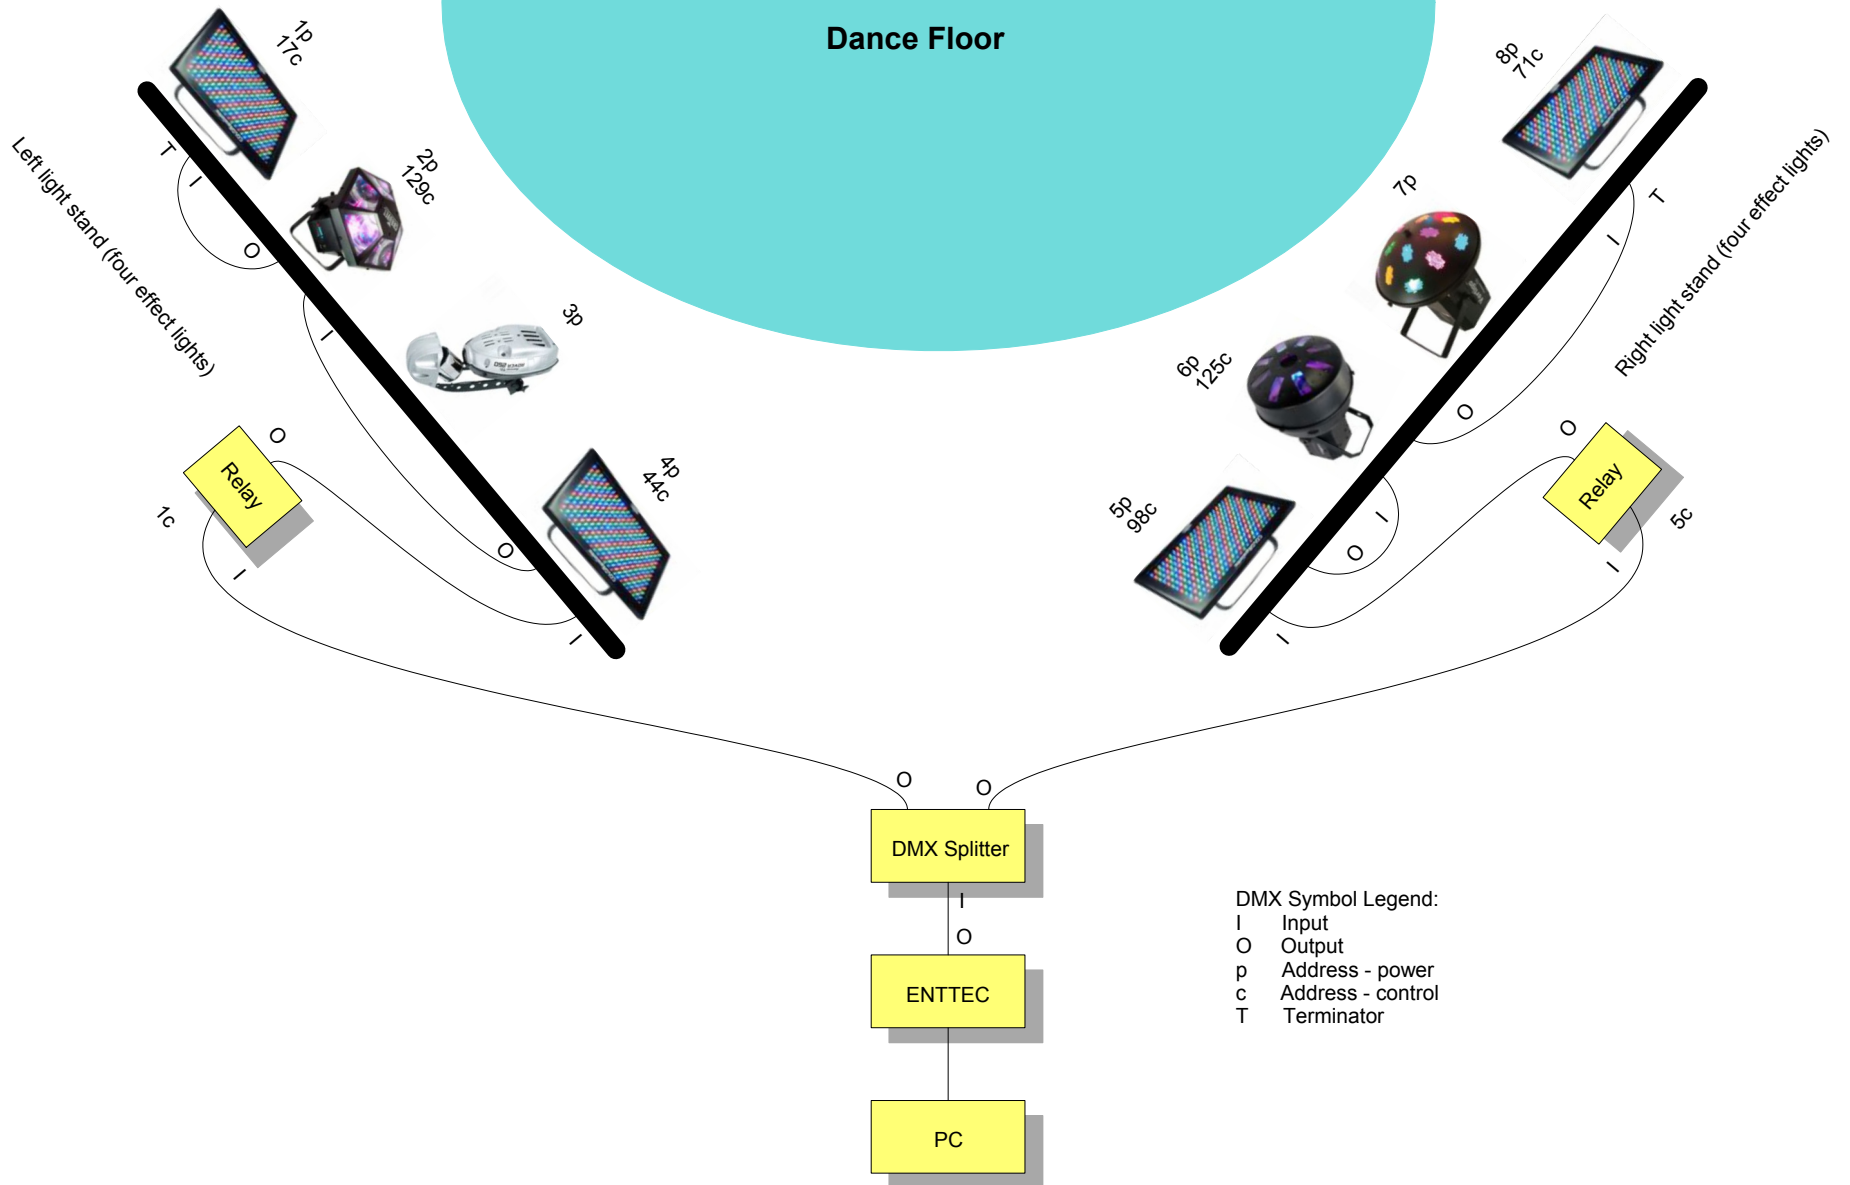 Dance Floor
1p
17c
2p
129c
3p
4p
44c
8p
71c
7p
6p
125c
5p
98c
Left light stand (four effect lights)
Right light stand (four effect lights)
T
I
O
I
O
I
T
I
O
I
O
I
O
Relay
1c
I
O
Relay
5c
I
O
O
DMX Splitter
I
O
ENTTEC
PC
DMX Symbol Legend:
I Input
O Output
p Address - power
c Address - control
T Terminator